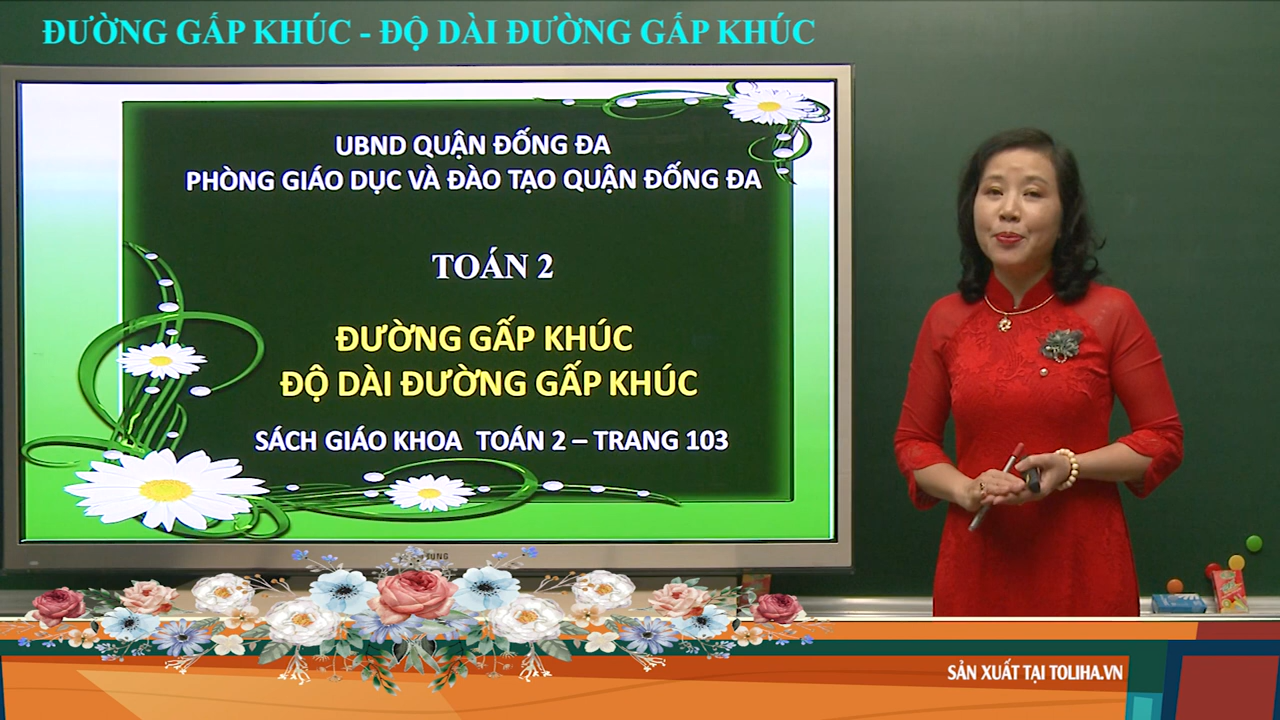 ĐƯỜNG GẤP KHÚC - ĐỘ DÀI ĐƯỜNG GẤP KHÚC
UBND QUẬN ĐỐNG ĐA
PHÒNG GIÁO DỤC VÀ ĐÀO TẠO QUẬN ĐỐNG ĐA
TOÁN 2
ĐƯỜNG GẤP KHÚC
ĐỘ DÀI ĐƯỜNG GẤP KHÚC
SÁCH GIÁO KHOA TOÁN 2 – TRANG 103
SẢN XUẤT TẠI TOLIHA.VN